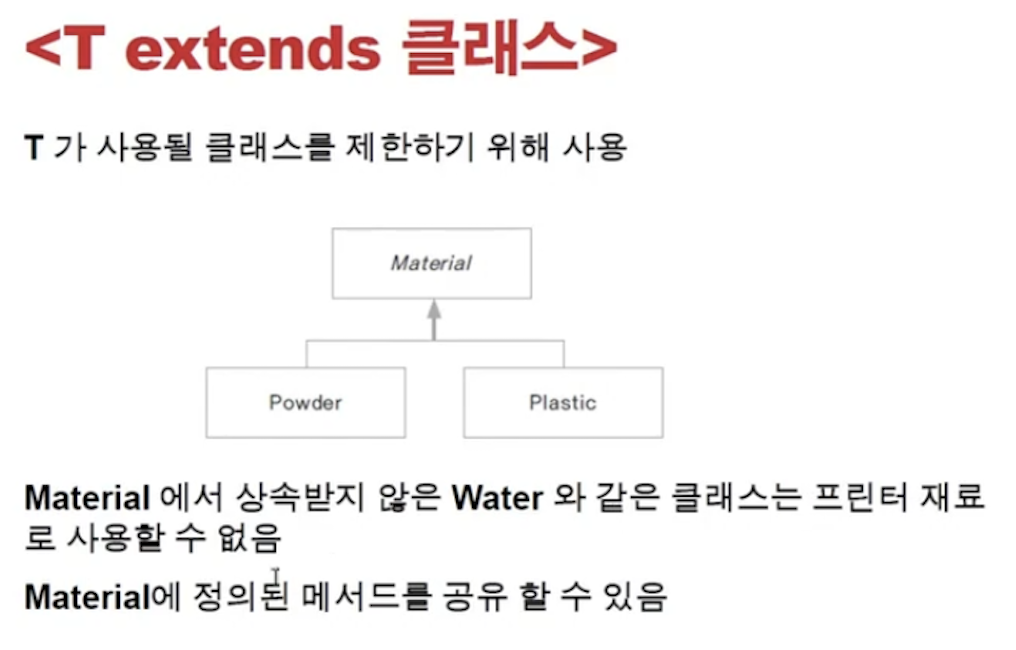 <T extends 클래스>
T 가 사용될 클래스를 제한하기 위해 사용
Material
Powder
Plastic
Material 에서 상속받지 않은 Water 와 같은 클래스는 프린터 재료
로 사용할 수 없음
Material에 정의된 메서드를 공유 할 수 있음